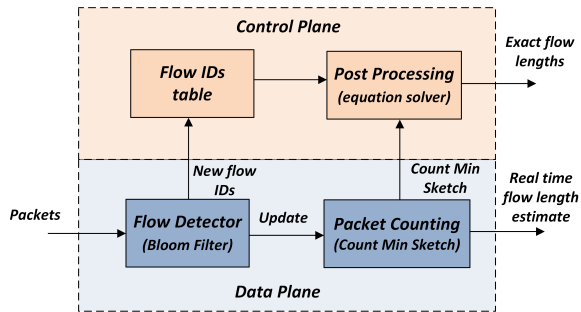 Control Plane
Flow IDs
table
Post Processing
(equation solver)
Exact flow
lengths
New flow
IDs
Count Min
Sketch
Real time
flow length
estimate
Packets
Flow Detector
(Bloom Filter)
Update
Packet Counting
(Count Min Sketch)
Data Plane